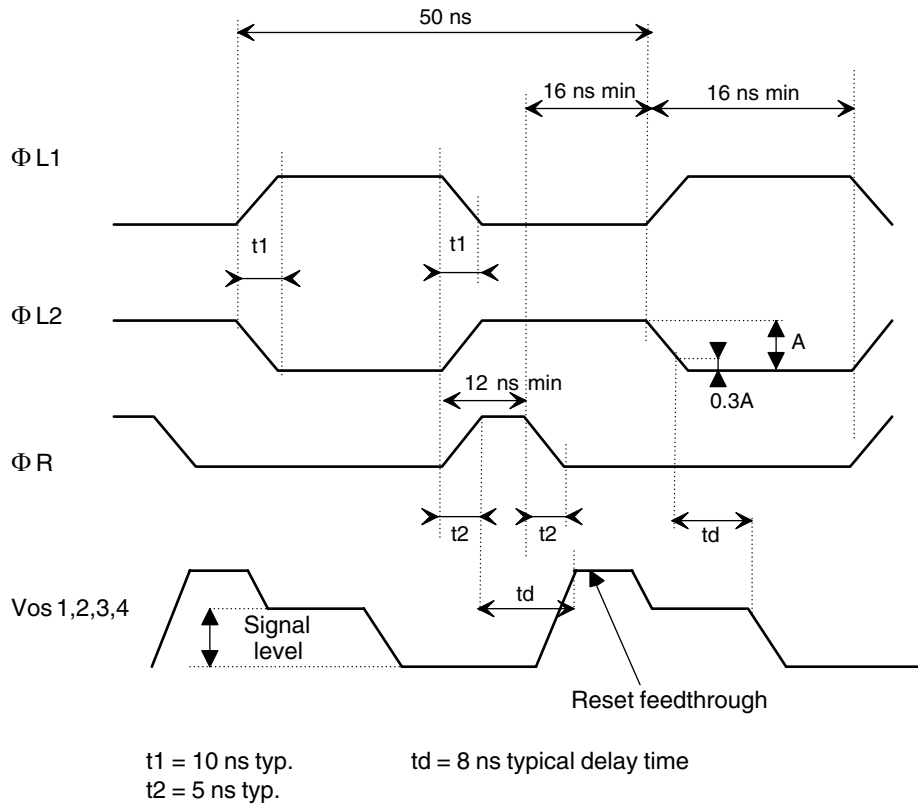 50 ns
16 ns min
16 ns min
Φ L1
t1
t1
Φ L2
A
12 ns min
0.3A
Φ R
t2
t2
td
Vos 1,2,3,4
td
Signal
level
Reset feedthrough
t1 = 10 ns typ.
td = 8 ns typical delay time
t2 = 5 ns typ.